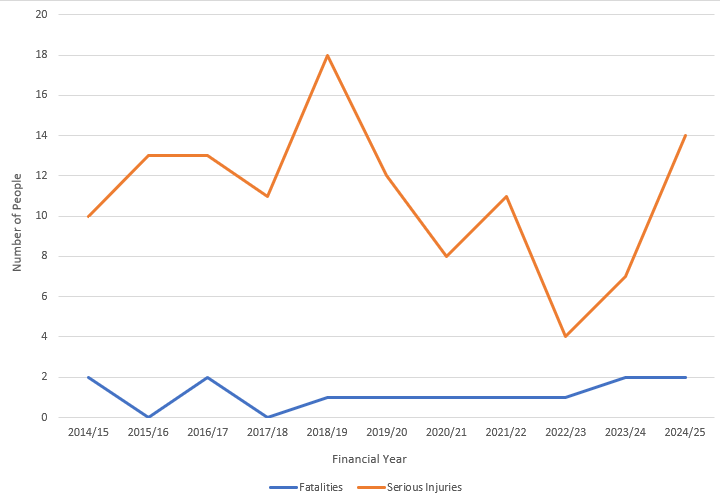 20
18
16
14
12
10
8
6
4
2
0
Number of People
2014/15 2015/16 2016/17 2017/18 2018/19 2019/20 2020/21 2021/22 2022/23 2023/24 2024/25
Financial Year
Fatalities Serious Injuries